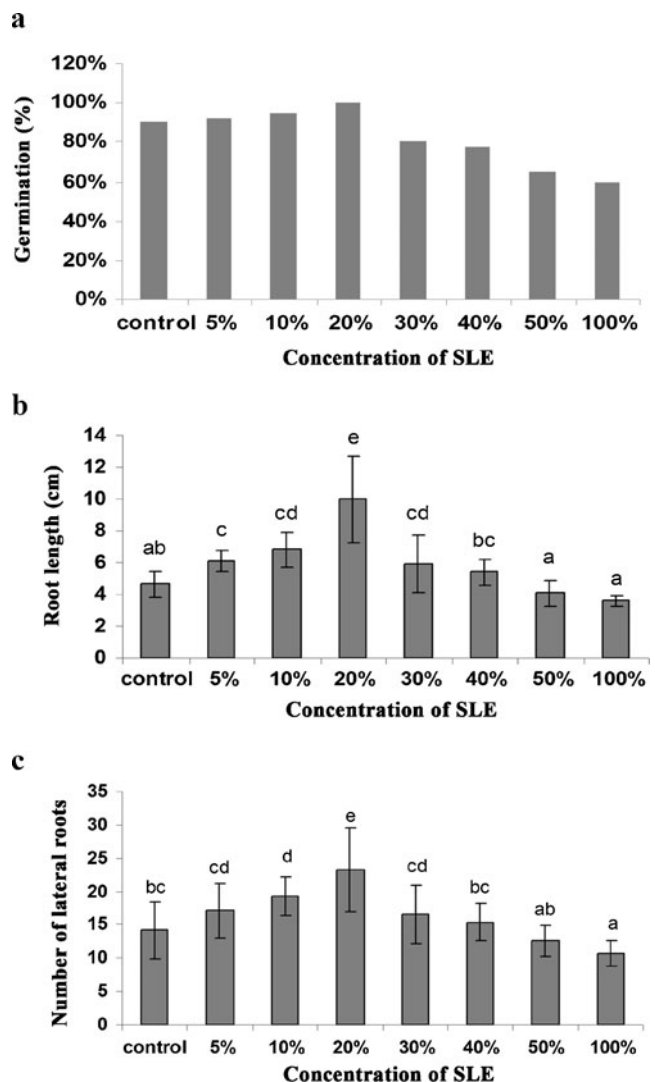 a
120%
100%
80%
60%
40%
20%
0%
Germination (%)
control 5% 10% 20% 30% 40% 50% 100%
Concentration of SLE
b
14
12
10
8
6
4
2
0
Root length (cm)
ab c cd e cd bc a a
control 5% 10% 20% 30% 40% 50% 100%
Concentration of SLE
c
35
30
25
20
15
10
5
0
Number of lateral roots
bc cd d e cd bc ab a
control 5% 10% 20% 30% 40% 50% 100%
Concentration of SLE